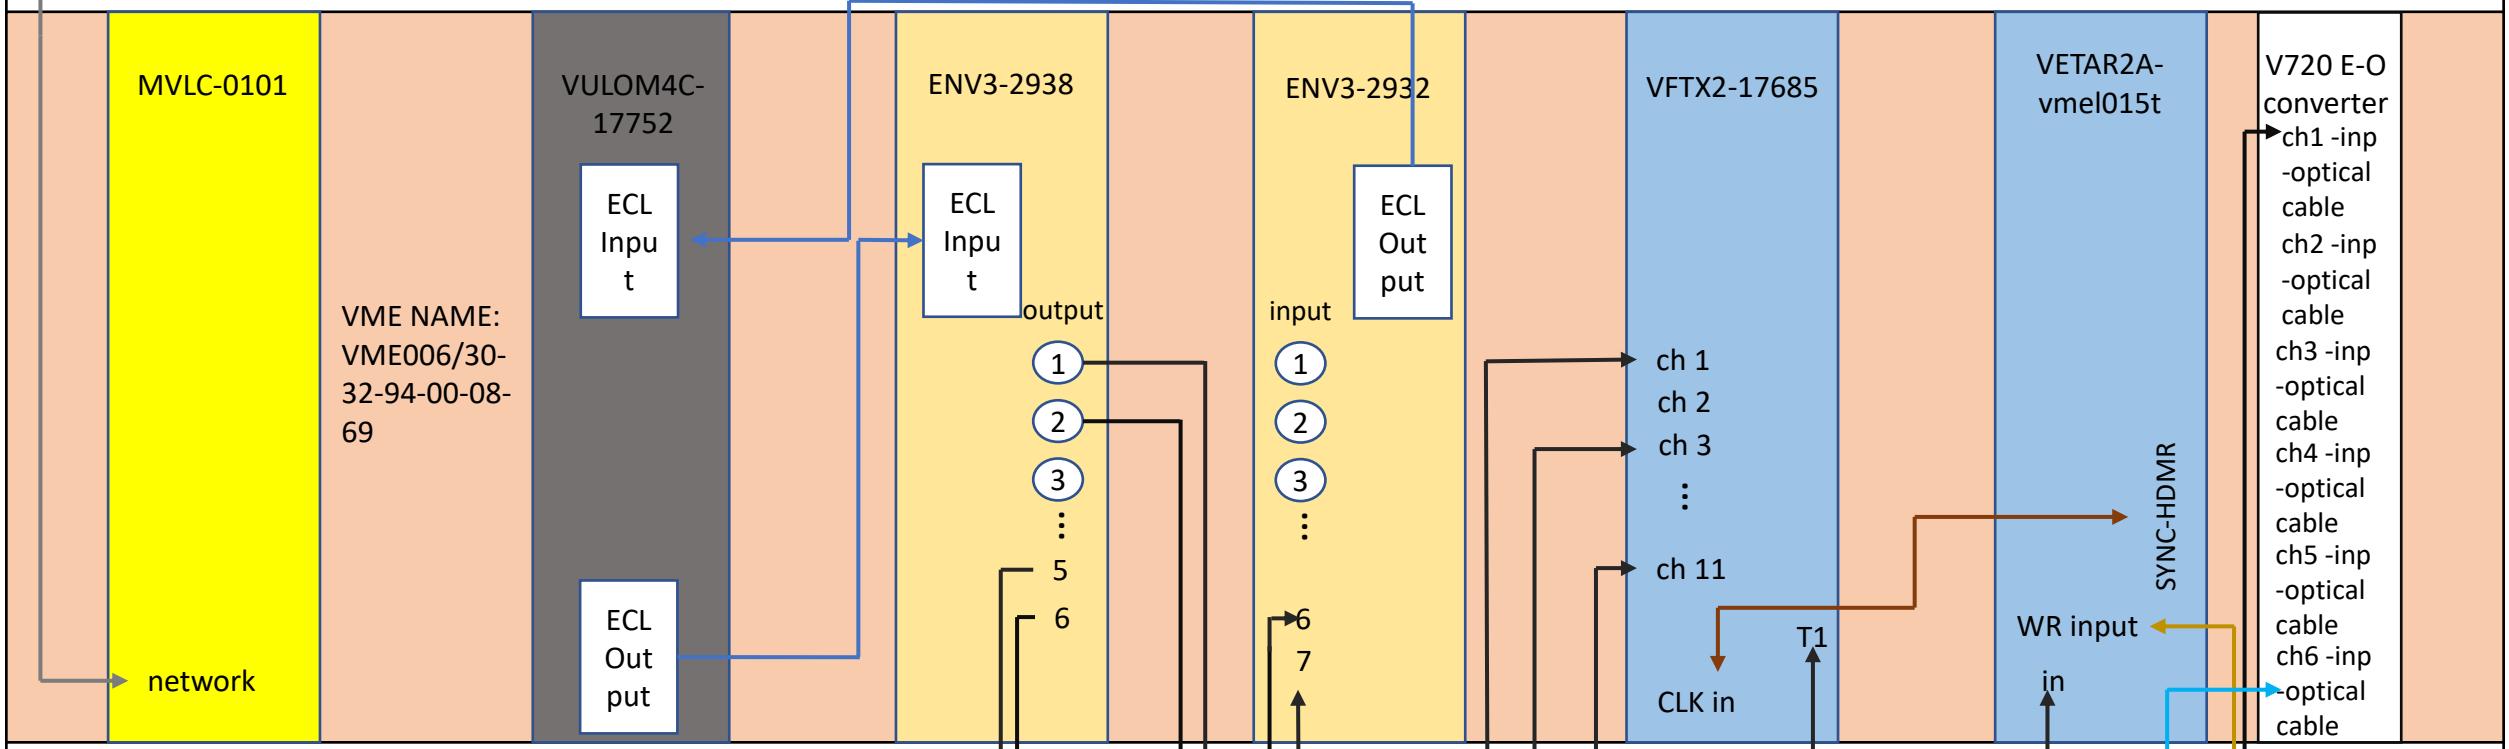 MVLC-0101
network
VME NAME:
VME006/30-
32-94-00-08-
69
VULOM4C-
17752
ECL
Inpu
t
ECL
Out
put
ENV3-2938
ECL
Inpu
t
output
1
2
3
...
5
6
ENV3-2932
ECL
Out
put
input
1
2
3
...
6
7
VFTX2-17685
ch 1
ch 2
ch 3
...
ch 11
T1
CLK in
VETAR2A-
vmel015t
SYNC-HDMR
WR input
in
V720 E-O
converter
ch1 -inp
-optical
cable
ch2 -inp
-optical
cable
ch3 -inp
-optical
cable
ch4 -inp
-optical
cable
ch5 -inp
-optical
cable
ch6 -inp
-optical
cable